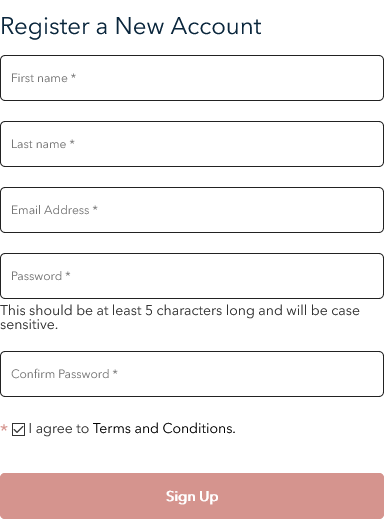 Register a New Account
First name *
Last name *
Email Address *
Password *
This should be at least 5 characters long and will be case
sensitive.
Confirm Password *
* I agree to Terms and Conditions.
Sign Up